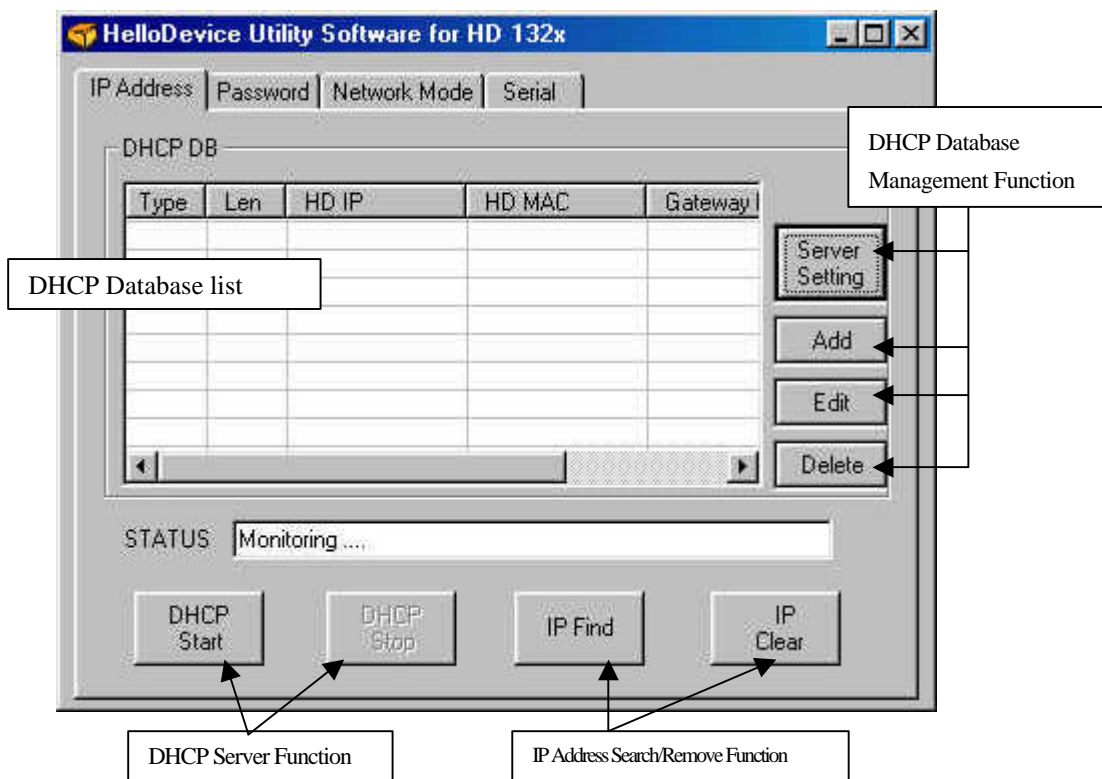 HelloDevice Utility Software for HD 132x
IP Address Password Network Mode Serial
DHCP Database
Management Function
DHCP DB
Type Len HD IP HD MAC Gateway
Server
Setting
DHCP Database list
Add
Edit
Delete
STATUS Monitoring ....
DHCP
Start
DHCP
Stop
IP Find
IP
Clear
DHCP Server Function
IP Address Search/Remove Function